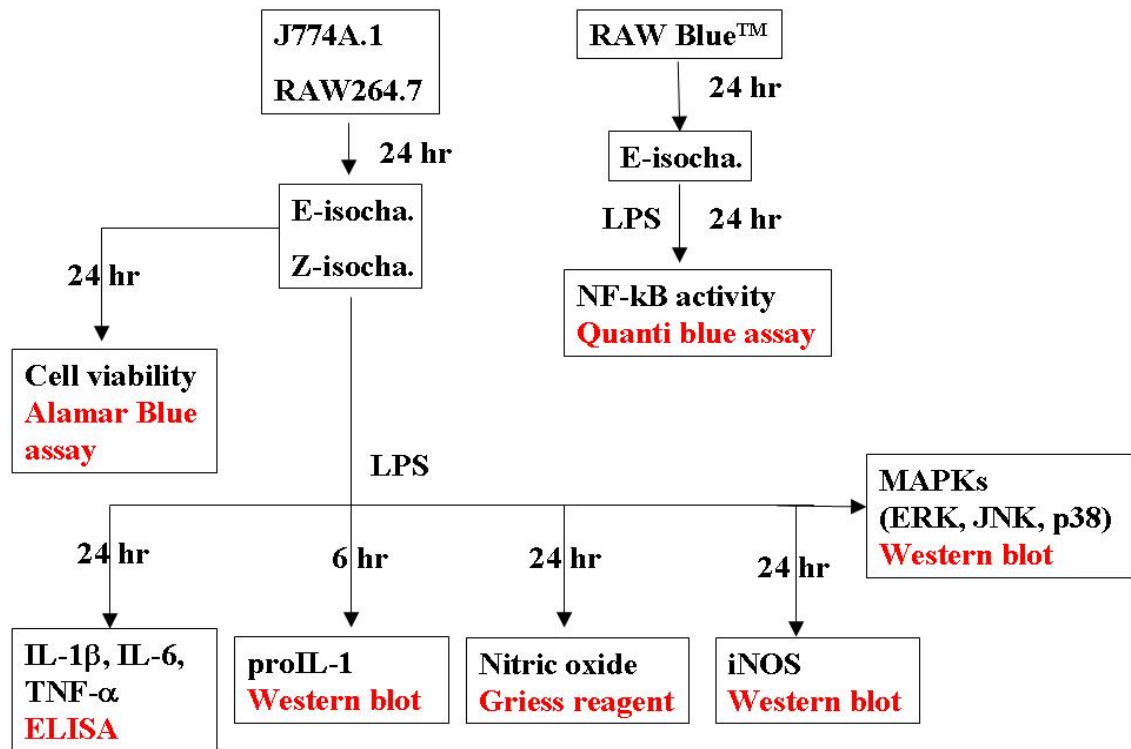 J774A.1
RAW264.7
24 hr
E-isocha.
Z-isocha.
24 hr
Cell viability
Alamar Blue
assay
RAW Blue™
24 hr
E-isocha.
LPS 24 hr
NF-kB activity
Quanti blue assay
LPS
MAPKs
(ERK, JNK, p38)
Western blot
24 hr
IL-1β, IL-6,
TNF-α
ELISA
6 hr
proIL-1
Western blot
24 hr
Nitric oxide
Griess reagent
24 hr
iNOS
Western blot